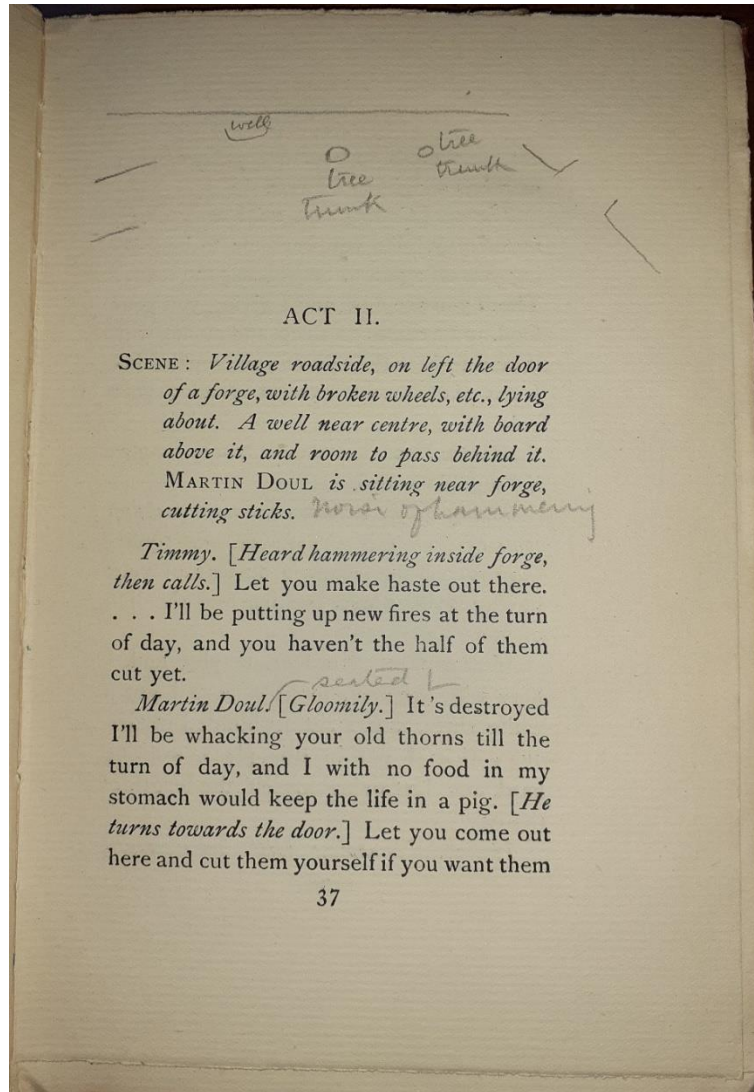 well
tree
trunk
tree
trunk
ACT II.
SCENE : Village roadside, on left the door
of a forge, with broken wheels, etc., lying
about. A well near centre, with board
above it, and room to pass behind it.
MARTIN DOUL is sitting near forge,
cutting sticks. Noise of hammering
Timmy. [Heard hammering inside forge,
then calls.] Let you make haste out there.
. . . I'll be putting up new fires at the turn
of day, and you haven't the half of them
cut yet.
seated L
Martin Doul. [Gloomily.] It's destroyed
I'll be whacking your old thorns till the
turn of day, and I with no food in my
stomach would keep the life in a pig. [He
turns towards the door.] Let you come out
here and cut them yourself if you want them
37